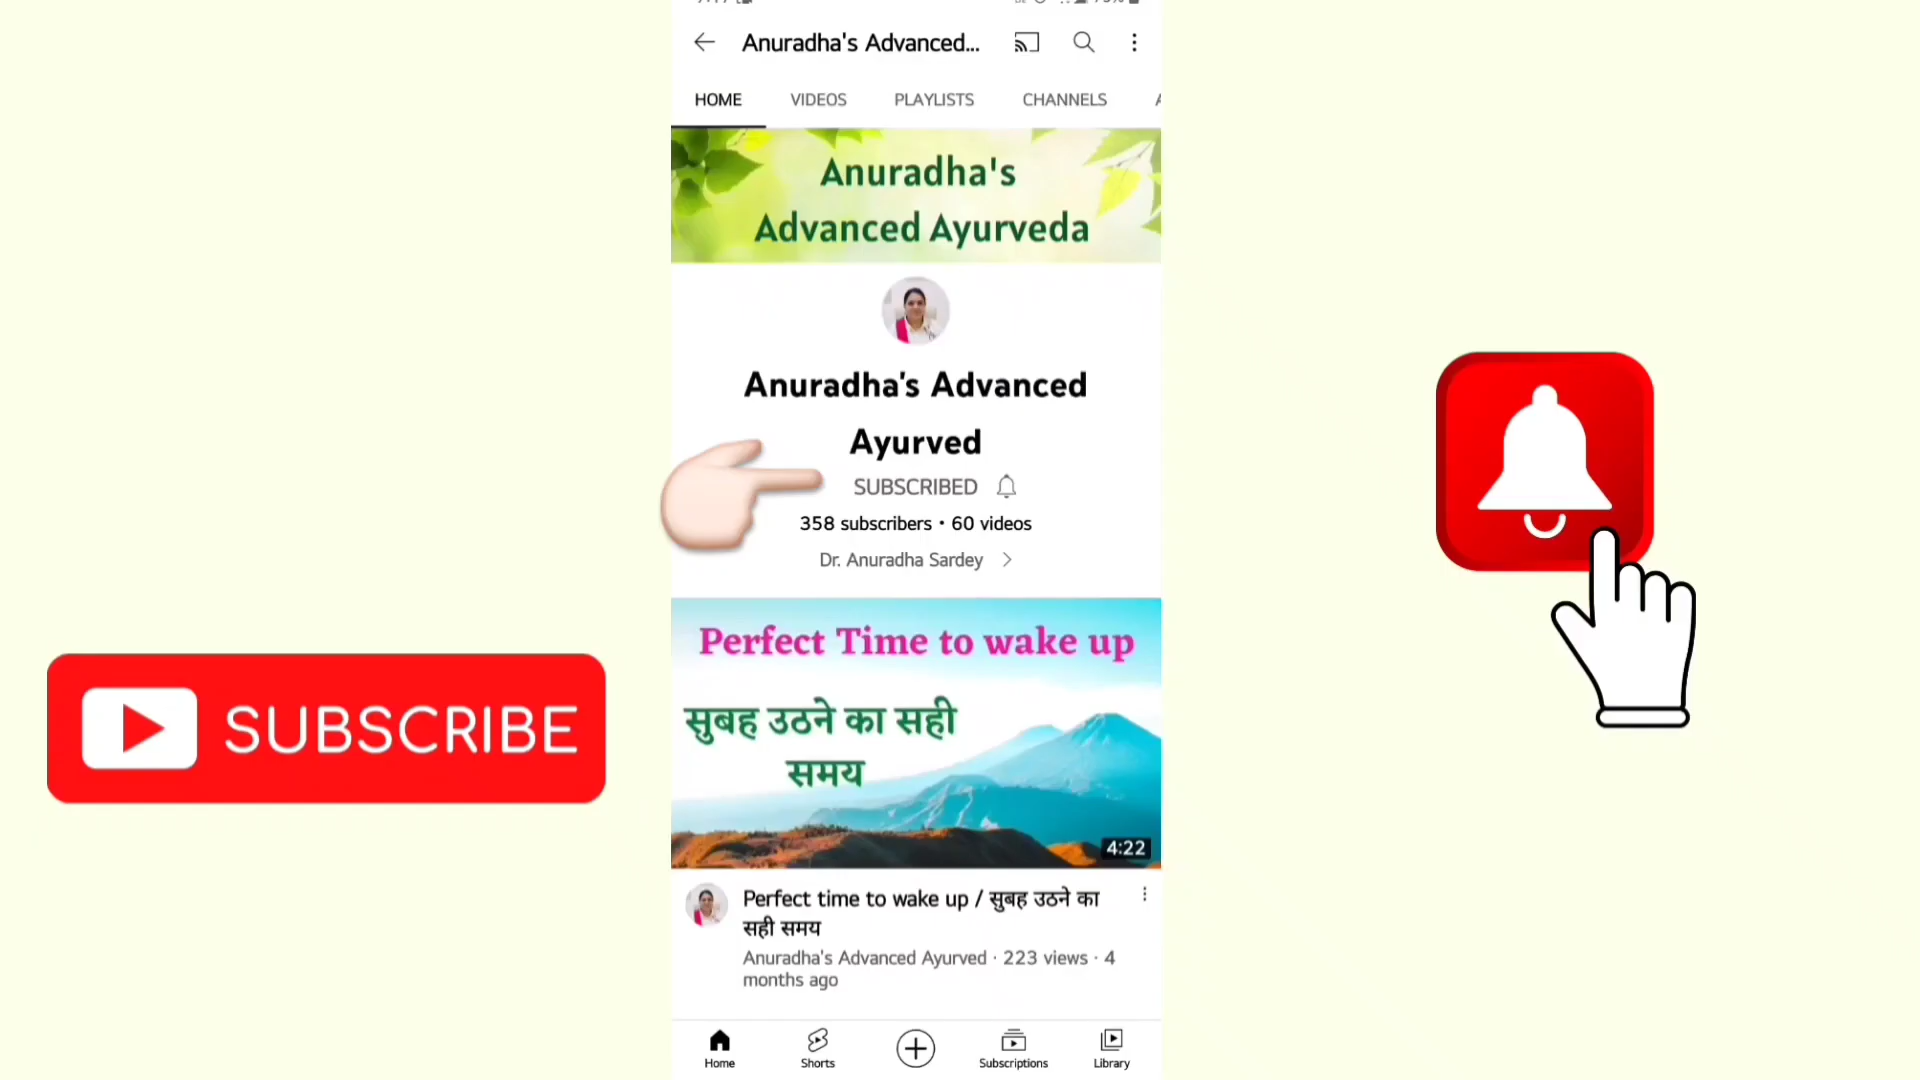 Anuradha's Advanced...
HOME VIDEOS PLAYLISTS CHANNELS
Anuradha's
Advanced Ayurveda
Anuradha's Advanced
Ayurved
SUBSCRIBED
358 subscribers • 60 videos
Dr. Anuradha Sardey
SUBSCRIBE
Perfect Time to wake up
सुबह उठने का सही
समय
4:22
Perfect time to wake up / सुबह उठने का
सही समय
Anuradha's Advanced Ayurved · 223 views · 4
months ago
Home Shorts Subscriptions Library